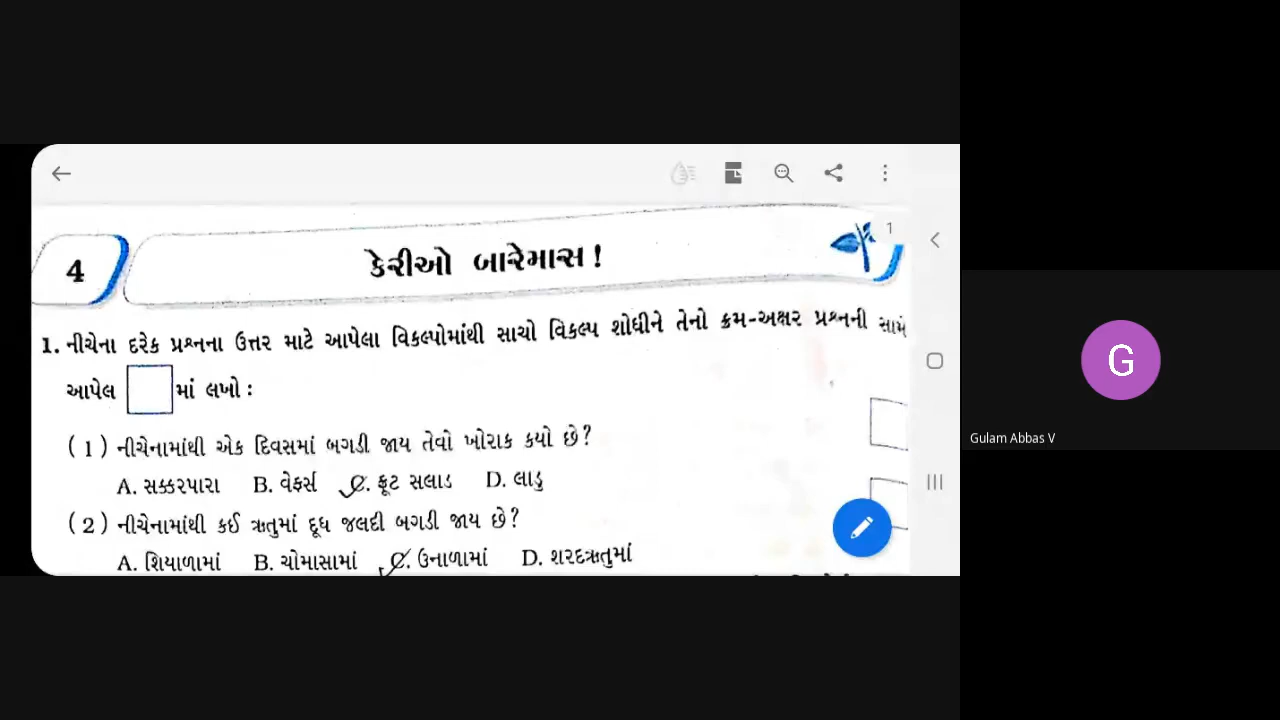 1
4
કેરીઓ બારેમાસ !
1. નીચેના દરેક પ્રશ્નના ઉત્તર માટે આપેલા વિકલ્પોમાંથી સાચો વિકલ્પ શોધીને તેનો ક્રમ-અક્ષર પ્રશ્નની સામે
આપેલ માં લખો :
( 1 ) નીચેનામાંથી એક દિવસમાં બગડી જાય તેવો ખોરાક કયો છે?
A. સક્કરપારા B. વેફર્સ C. ફ્રૂટ સલાડ D. લાડુ
( 2 ) નીચેનામાંથી કઈ ઋતુમાં દૂધ જલદી બગડી જાય છે?
A. શિયાળામાં B. ચોમાસામાં C. ઉનાળામાં D. શરદઋતુમાં
G
Gulam Abbas V